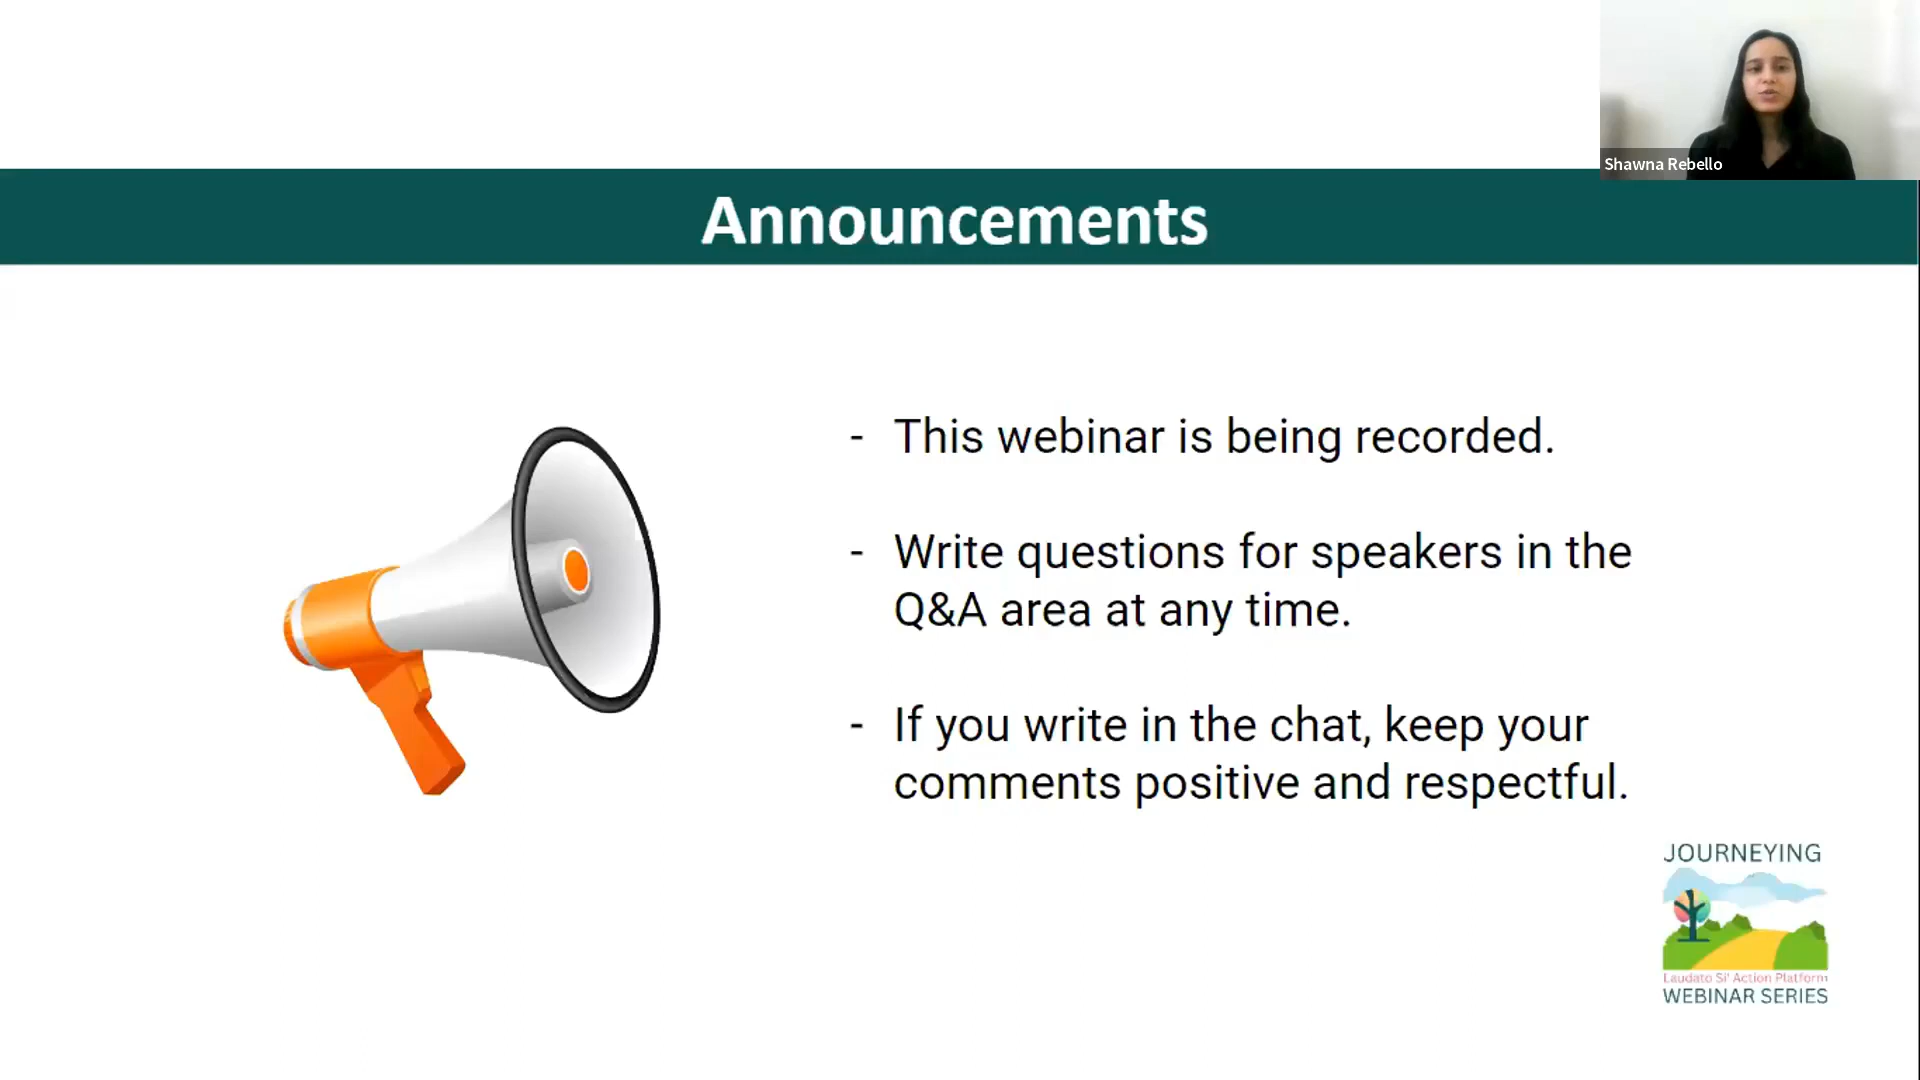 Shawna Rebello
Announcements
- This webinar is being recorded.
- Write questions for speakers in the
Q&A area at any time.
- If you write in the chat, keep your
comments positive and respectful.
JOURNEYING
Laudato Si' Action Platform
WEBINAR SERIES